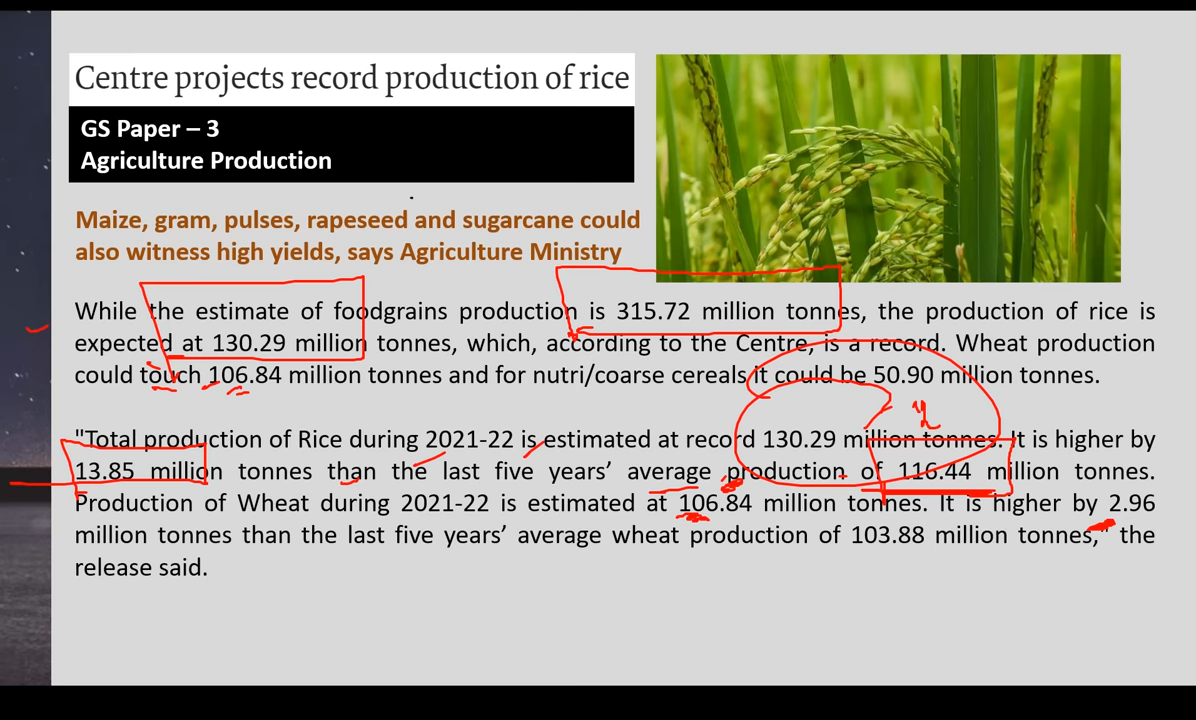 Centre projects record production of rice
GS Paper – 3
Agriculture Production
Maize, gram, pulses, rapeseed and sugarcane could
also witness high yields, says Agriculture Ministry
While the estimate of foodgrains production is 315.72 million tonnes, the production of rice is
expected at 130.29 million tonnes, which, according to the Centre, is a record. Wheat production
could touch 106.84 million tonnes and for nutri/coarse cereals it could be 50.90 million tonnes.
"Total production of Rice during 2021-22 is estimated at record 130.29 million tonnes. It is higher by
13.85 million tonnes than the last five years’ average production of 116.44 million tonnes.
Production of Wheat during 2021-22 is estimated at 106.84 million tonnes. It is higher by 2.96
million tonnes than the last five years’ average wheat production of 103.88 million tonnes," the
release said.